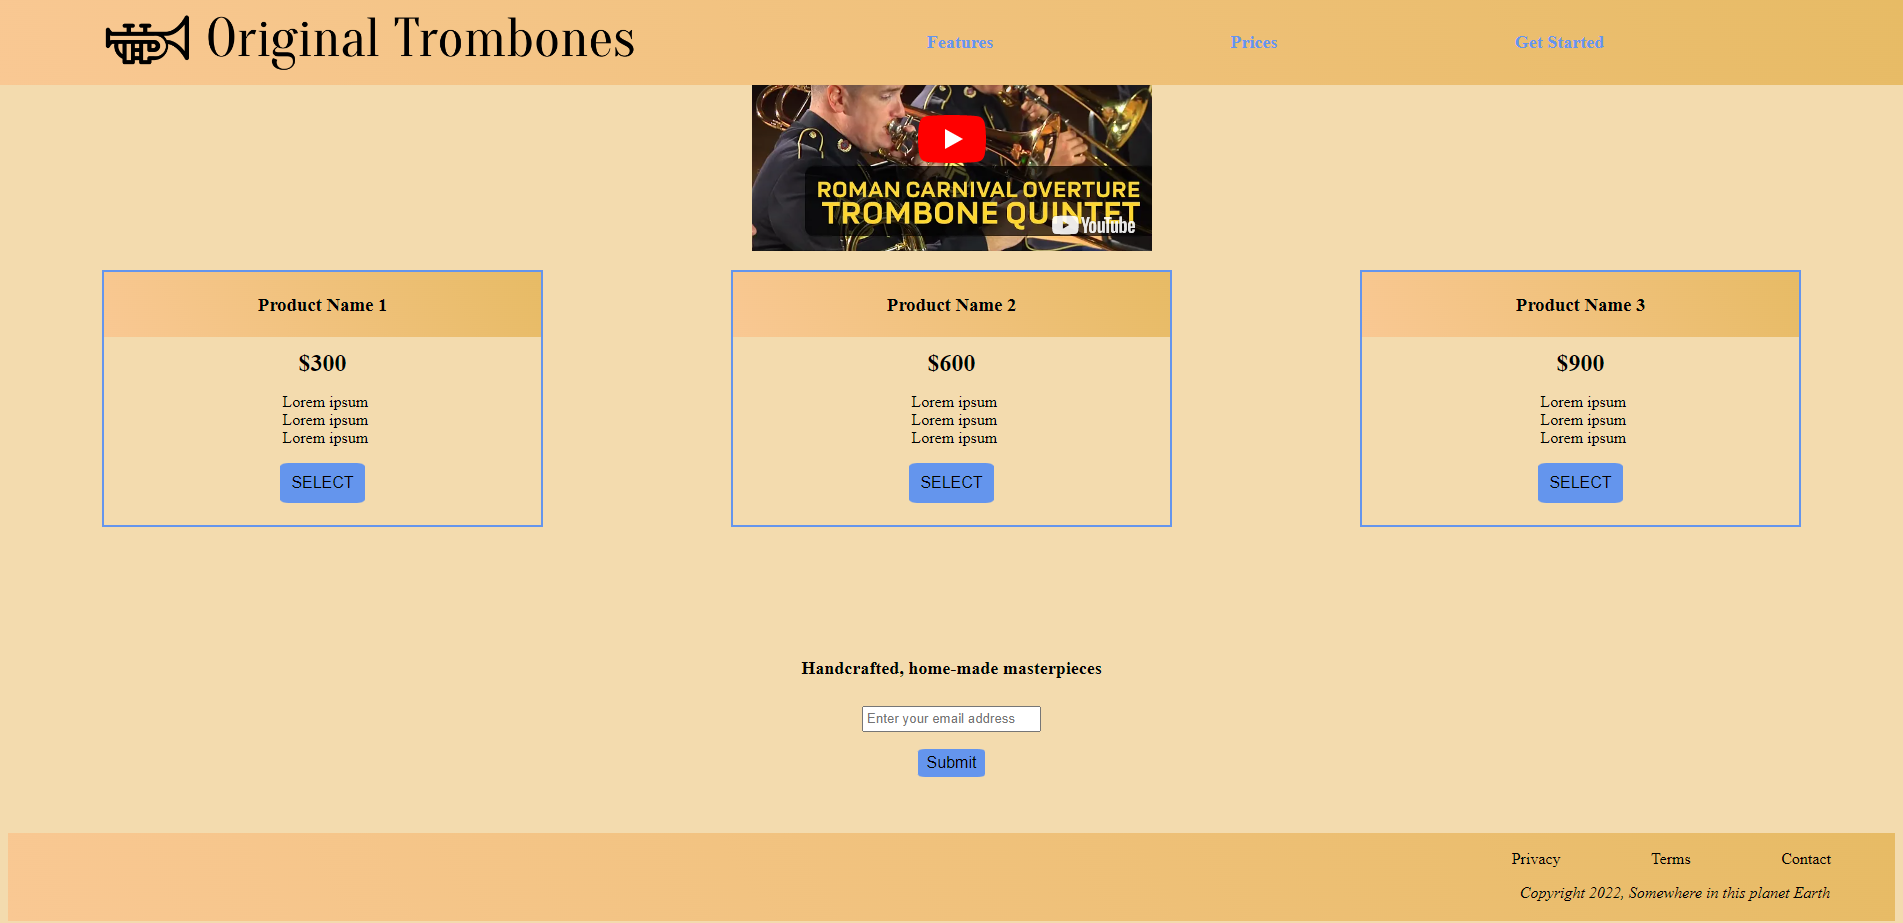 Original Trombones
Features
Prices
Get Started
ROMAN CARNIVAL OVERTURE
TROMBONE QUINTET
YouTube
Product Name 1
$300
Lorem ipsum
Lorem ipsum
Lorem ipsum
SELECT
Product Name 2
$600
Lorem ipsum
Lorem ipsum
Lorem ipsum
SELECT
Product Name 3
$900
Lorem ipsum
Lorem ipsum
Lorem ipsum
SELECT
Handcrafted, home-made masterpieces
Enter your email address
Submit
Privacy
Terms
Contact
Copyright 2022, Somewhere in this planet Earth